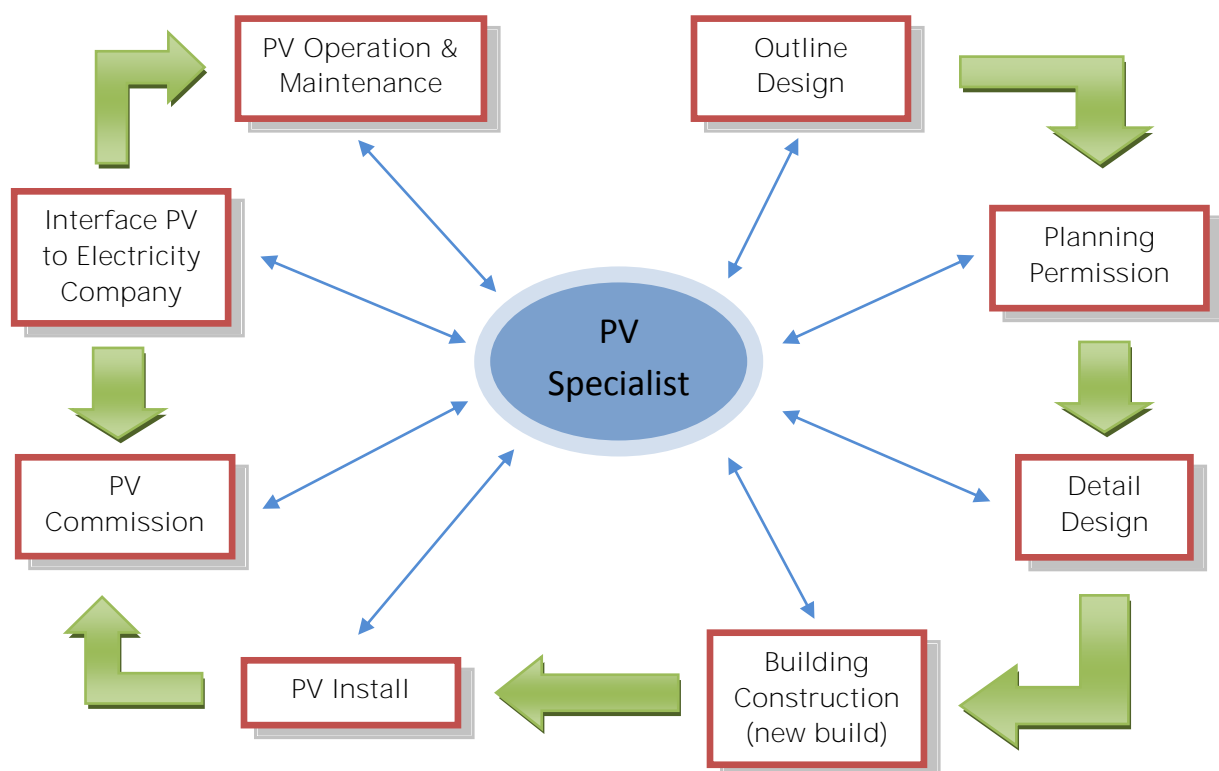 PV Operation &
Maintenance
Outline
Design
Interface PV
to Electricity
Company
Planning
Permission
PV
Specialist
PV
Commission
Detail
Design
PV Install
Building
Construction
(new build)